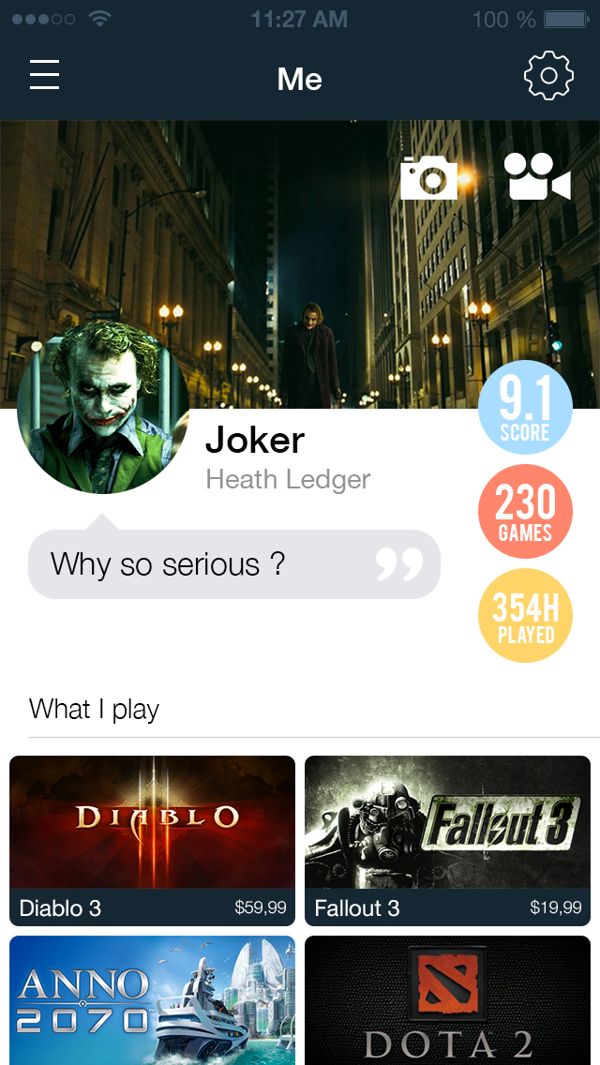 11:27 AM
100 %
Me
9.1
SCORE
Joker
Heath Ledger
230
GAMES
Why so serious ?
”
354H
PLAYED
What I play
DIABLO
III
Fallout 3
Diablo 3
$59,99
Fallout 3
$19,99
ANNO
2070
DOTA 2